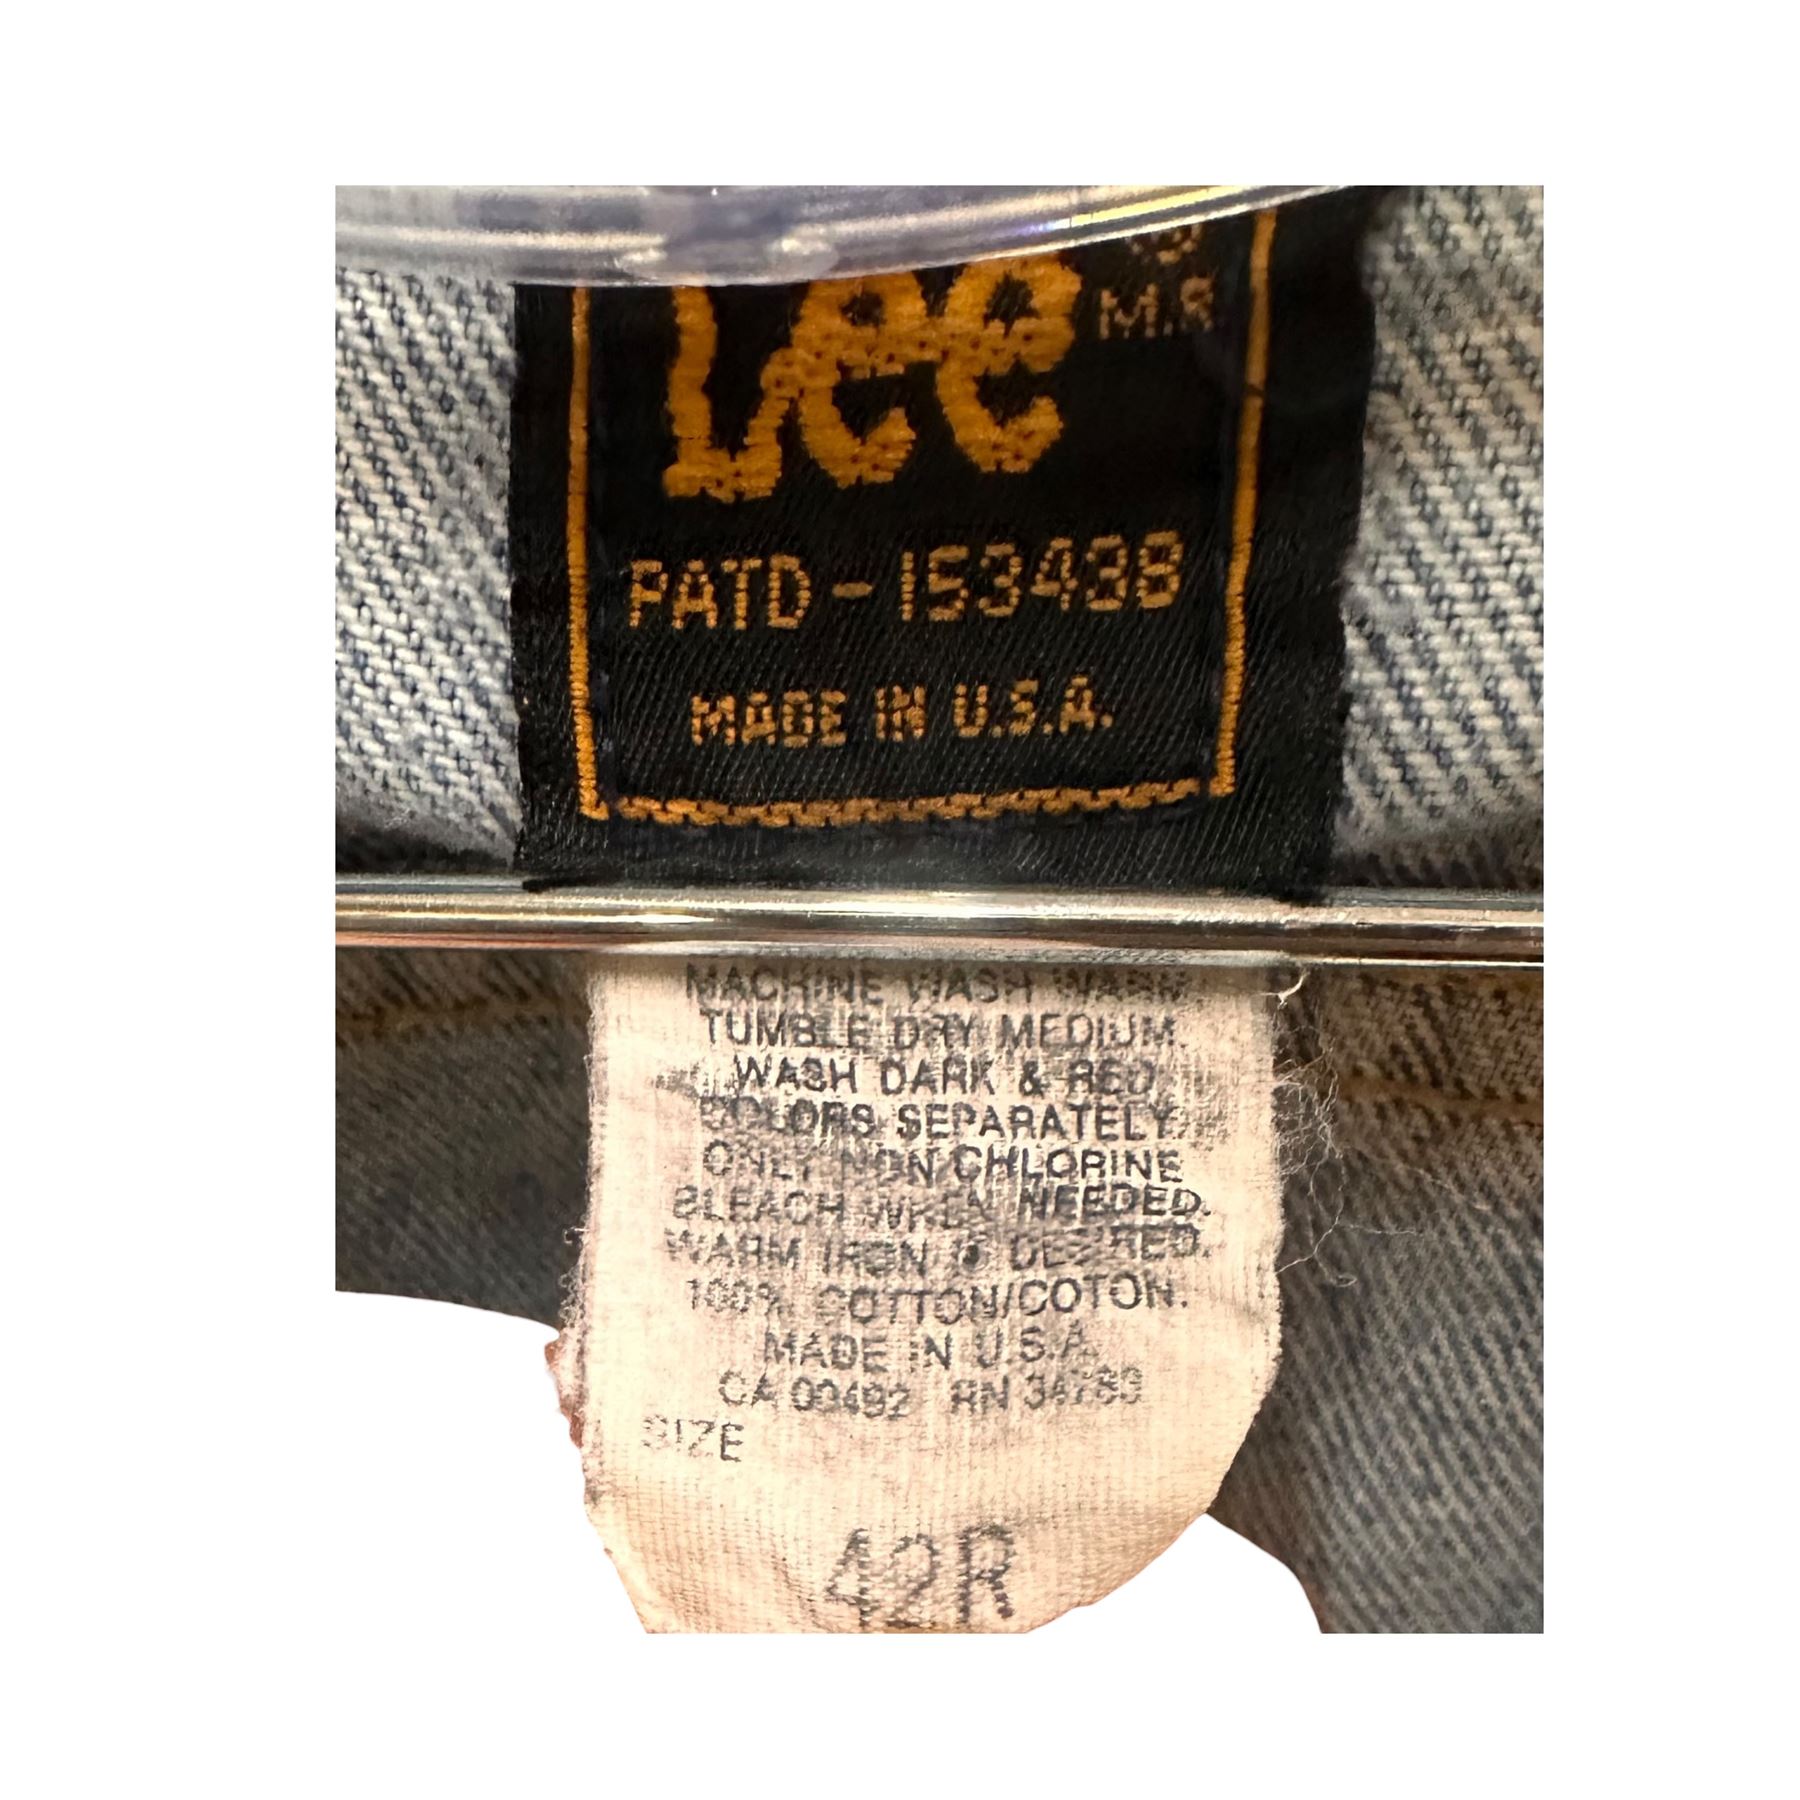 Lee ®
M.R
PATD-153438
MADE IN U.S.A.
MACHINE WASH WARM.
TUMBLE DRY MEDIUM.
WASH DARK & RED
COLORS SEPARATELY.
ONLY NON CHLORINE
BLEACH WHEN NEEDED.
WARM IRON IF DESIRED.
100% COTTON/COTON.
MADE IN U.S.A.
CA 00492 RN
SIZE
42R